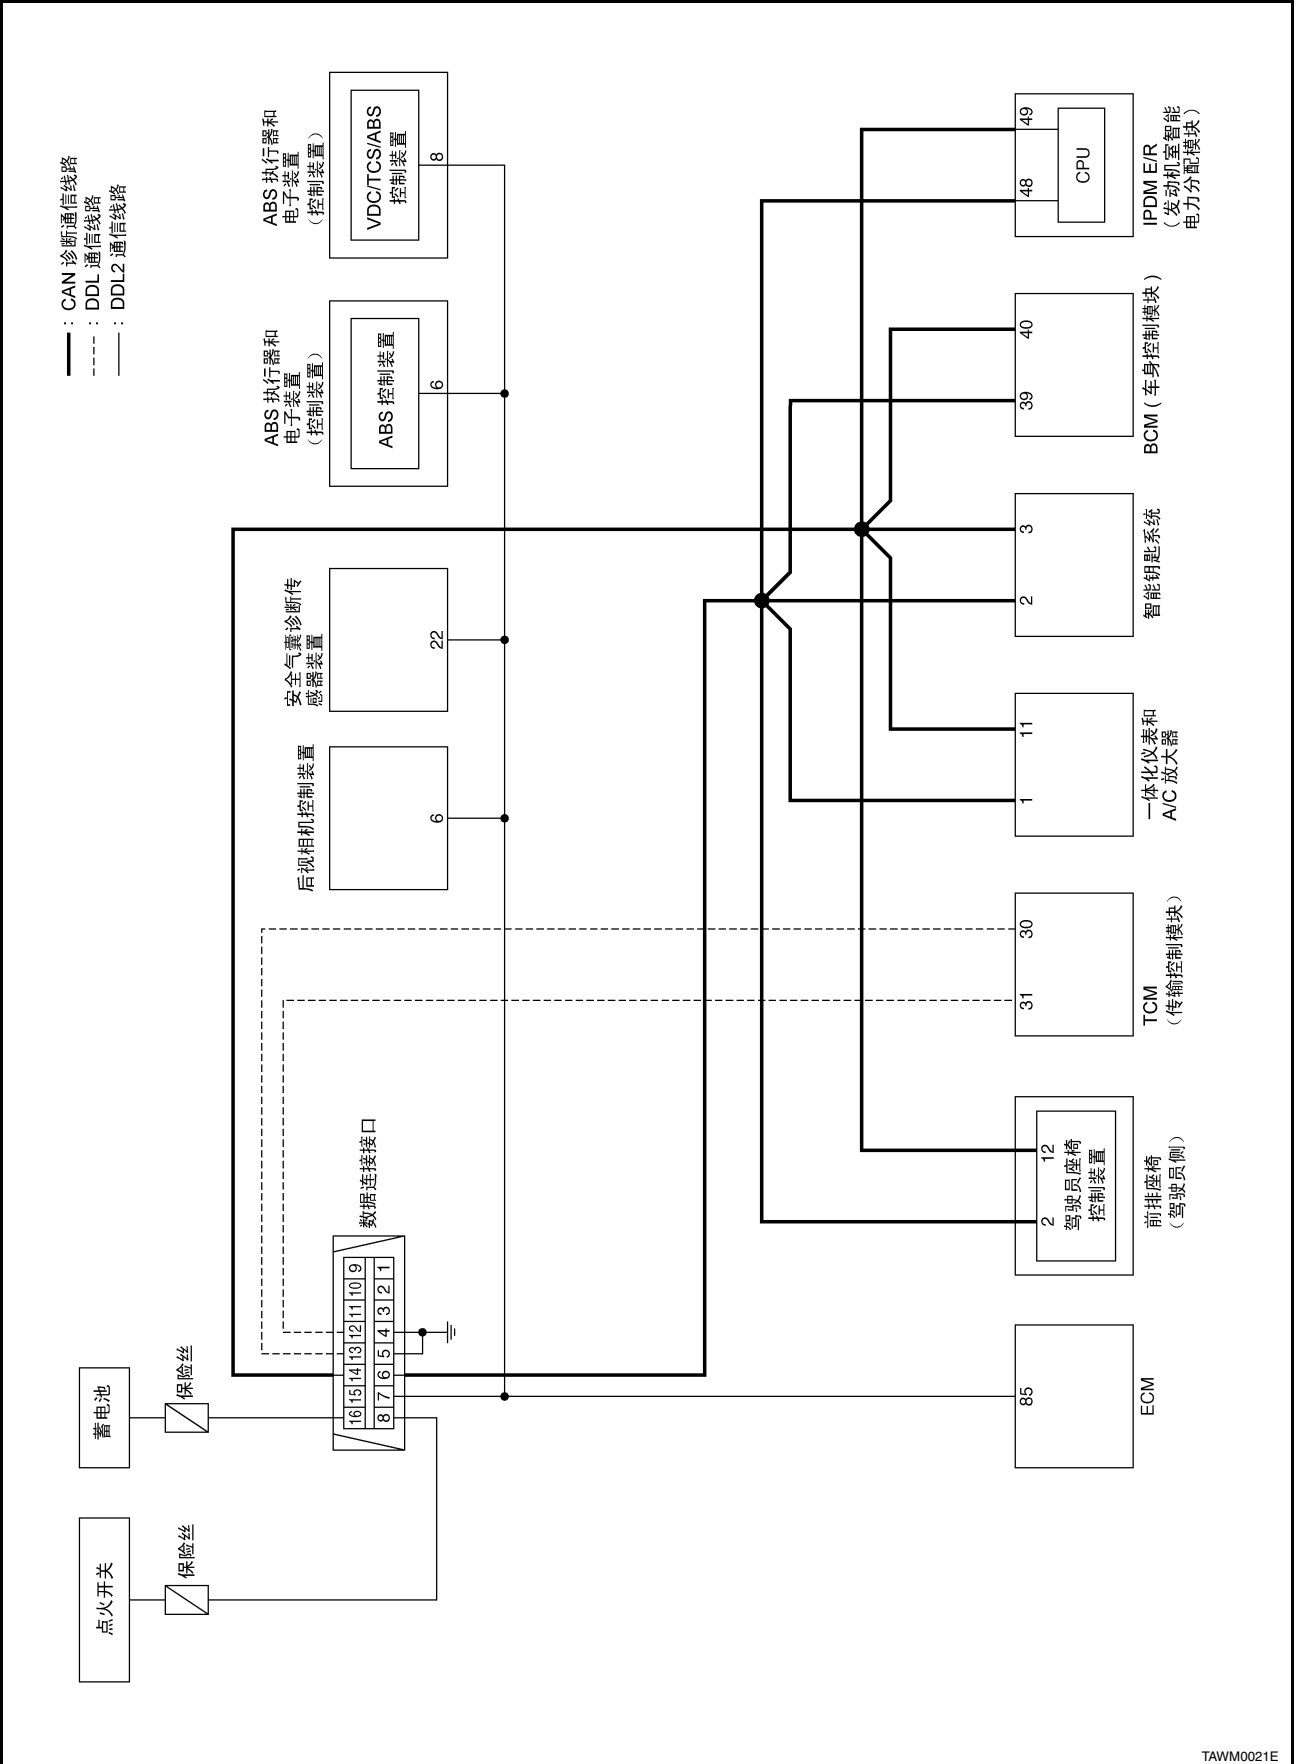 : CAN 诊断通信线路
: DDL 通信线路
: DDL2 通信线路
点火开关
保险丝
蓄电池
保险丝
数据连接接口
16 15 14 13 12 11 10 9
8 7 6 5 4 3 2 1
后视相机控制装置
6
安全气囊诊断传
感器装置
22
ABS 执行器和
电子装置
（控制装置）
ABS 控制装置
6
ABS 执行器和
电子装置
（控制装置）
VDC/TCS/ABS
控制装置
8
85
ECM
2 12
驾驶员座椅
控制装置
前排座椅
（驾驶员侧）
31 30
TCM
（传输控制模块）
1 11
一体化仪表和
A/C 放大器
2 3
智能钥匙系统
39 40
BCM（车身控制模块）
48 49
CPU
IPDM E/R
（发动机室智能
电力分配模块）
TAWM0021E